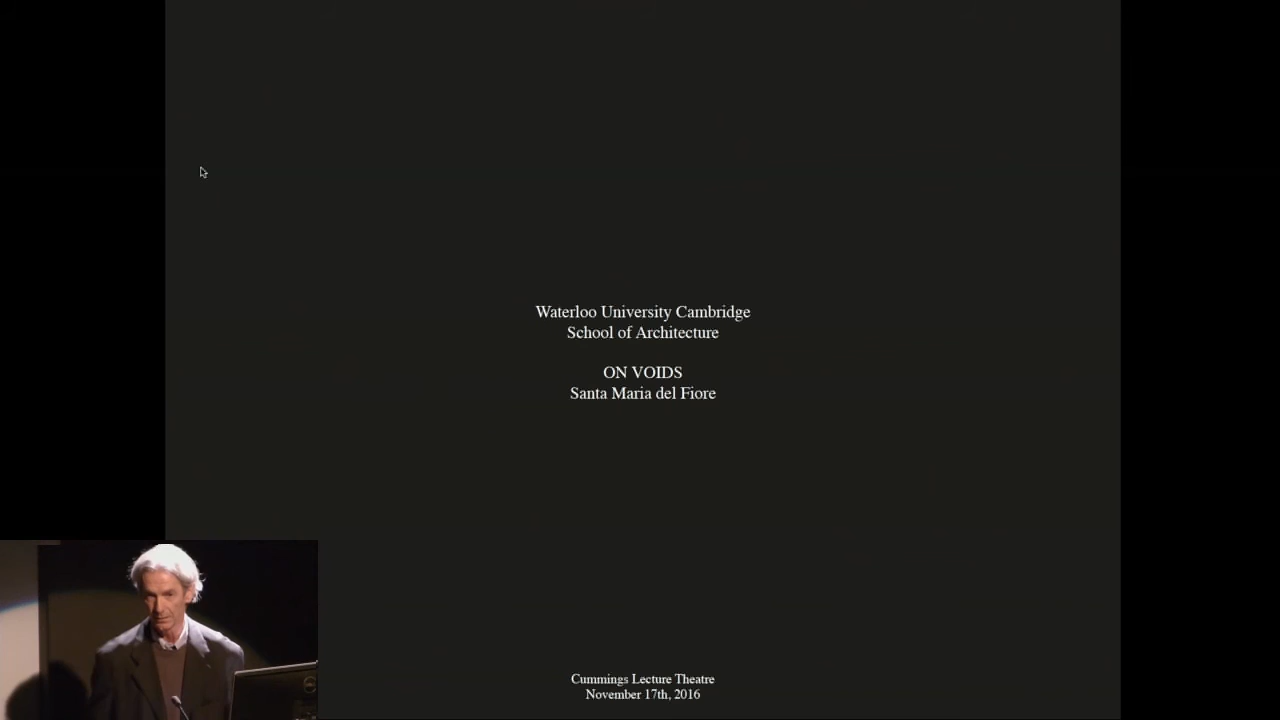 Waterloo University Cambridge
School of Architecture
ON VOIDS
Santa Maria del Fiore
Cummings Lecture Theatre
November 17th, 2016